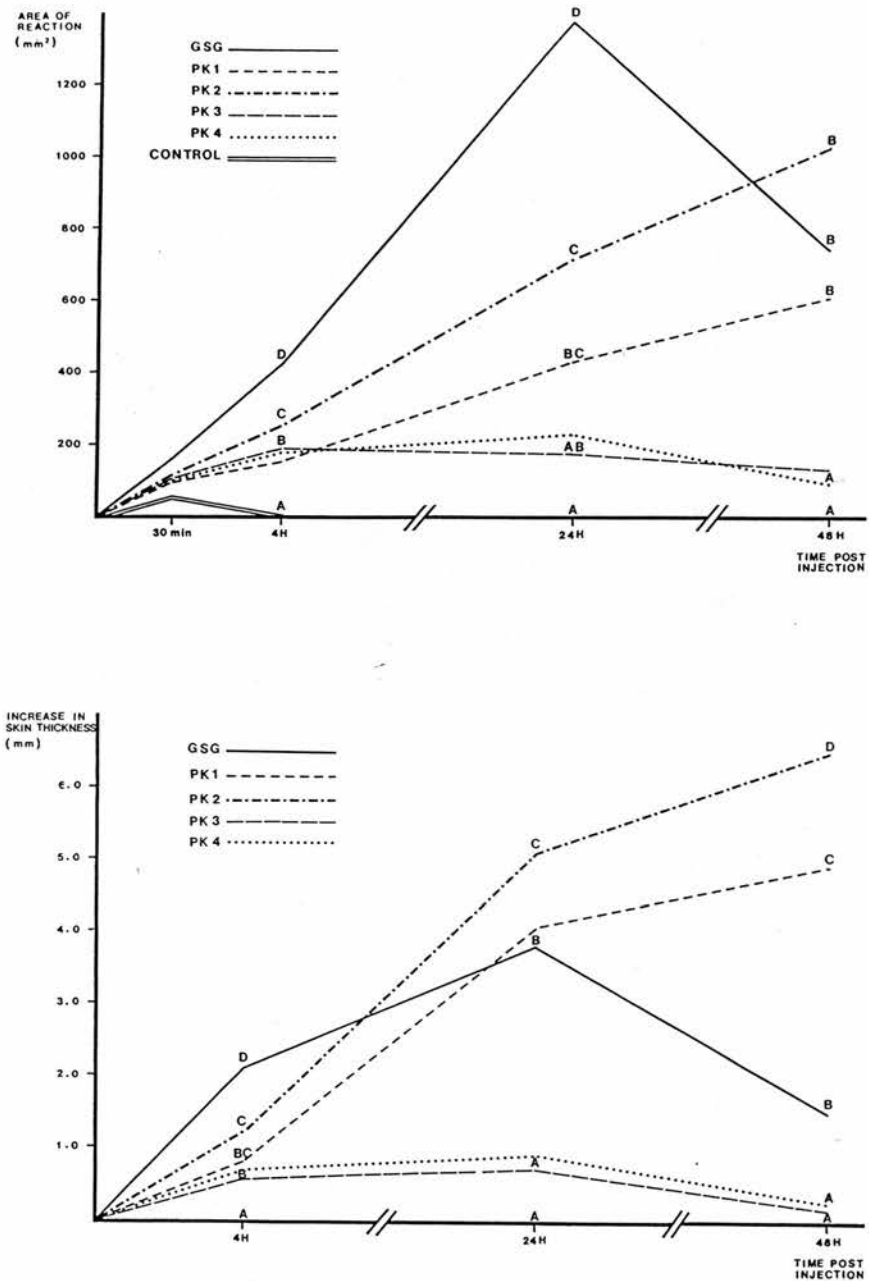 AREA OF
REACTION
(mm²)
GSG
PK1
PK2
PK3
PK4
CONTROL
1200
1000
800
600
400
200
D
B
C
B
B
D
BC
C
B
AB
A
A
A
A
30min
4H
24H
48H
TIME POST
INJECTION
INCREASE IN
SKIN THICKNESS
(mm)
GSG
PK1
PK2
PK3
PK4
6.0
5.0
4.0
3.0
2.0
1.0
D
C
C
B
D
B
C
BC
B
A
A
A
A
A
4H
24H
48H
TIME POST
INJECTION